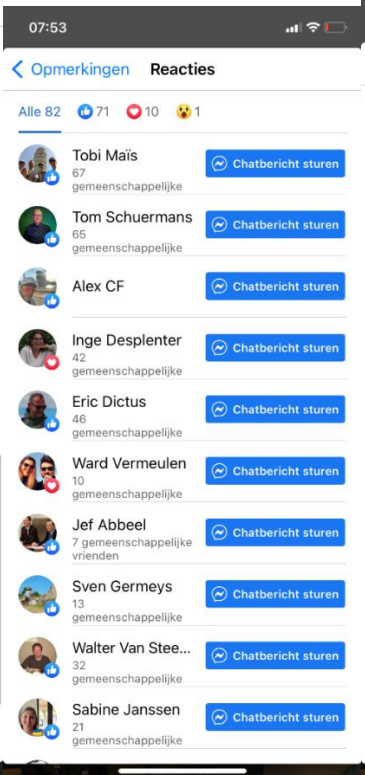 07:53
Opmerkingen Reacties
Alle 82 71 10 1
Tobi Maïs
67
gemeenschappelijke
Chatbericht sturen
Tom Schuermans
65
gemeenschappelijke
Chatbericht sturen
Alex CF
Chatbericht sturen
Inge Desplenter
42
gemeenschappelijke
Chatbericht sturen
Eric Dictus
46
gemeenschappelijke
Chatbericht sturen
Ward Vermeulen
10
gemeenschappelijke
Chatbericht sturen
Jef Abbeel
7 gemeenschappelijke
vrienden
Chatbericht sturen
Sven Germeys
13
gemeenschappelijke
Chatbericht sturen
Walter Van Stee...
32
gemeenschappelijke
Chatbericht sturen
Sabine Janssen
21
gemeenschappelijke
Chatbericht sturen